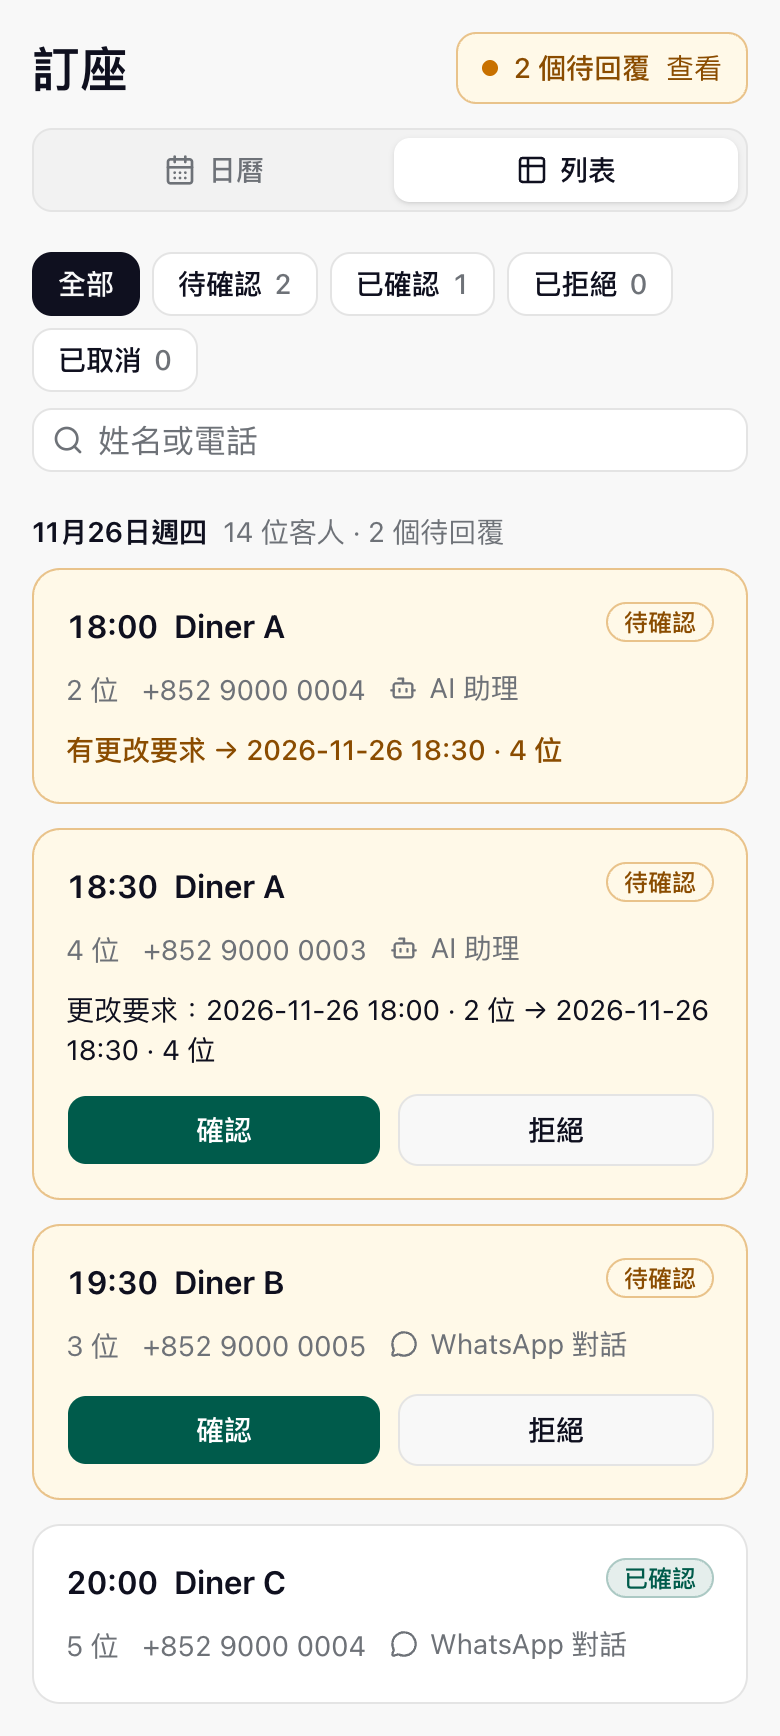 訂座
2 個待回覆 查看
日曆
列表
全部
待確認 2
已確認 1
已拒絕 0
已取消 0
姓名或電話
11月26日週四 14 位客人 · 2 個待回覆
18:00 Diner A 待確認
2 位 +852 9000 0004 AI 助理
有更改要求 → 2026-11-26 18:30 · 4 位
18:30 Diner A 待確認
4 位 +852 9000 0003 AI 助理
更改要求：2026-11-26 18:00 · 2 位 → 2026-11-26
18:30 · 4 位
確認
拒絕
19:30 Diner B 待確認
3 位 +852 9000 0005 WhatsApp 對話
確認
拒絕
20:00 Diner C 已確認
5 位 +852 9000 0004 WhatsApp 對話